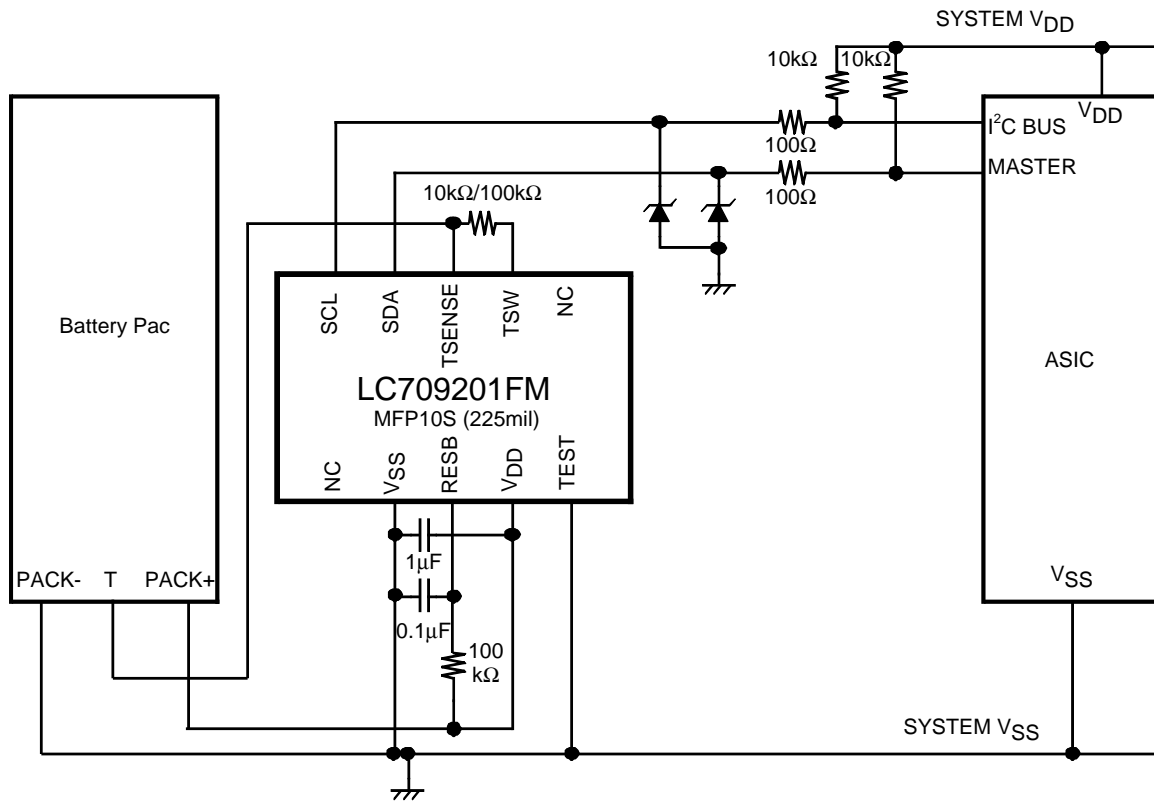 SYSTEM VDD
10kΩ 10kΩ
VDD
I²C BUS
100Ω
MASTER
100Ω
10kΩ/100kΩ
SCL
SDA
TSENSE
TSW
NC
Battery Pac
ASIC
LC709201FM
MFP10S (225mil)
NC
VSS
RESB
VDD
TEST
1μF
PACK- T PACK+
VSS
0.1μF
100
kΩ
SYSTEM VSS